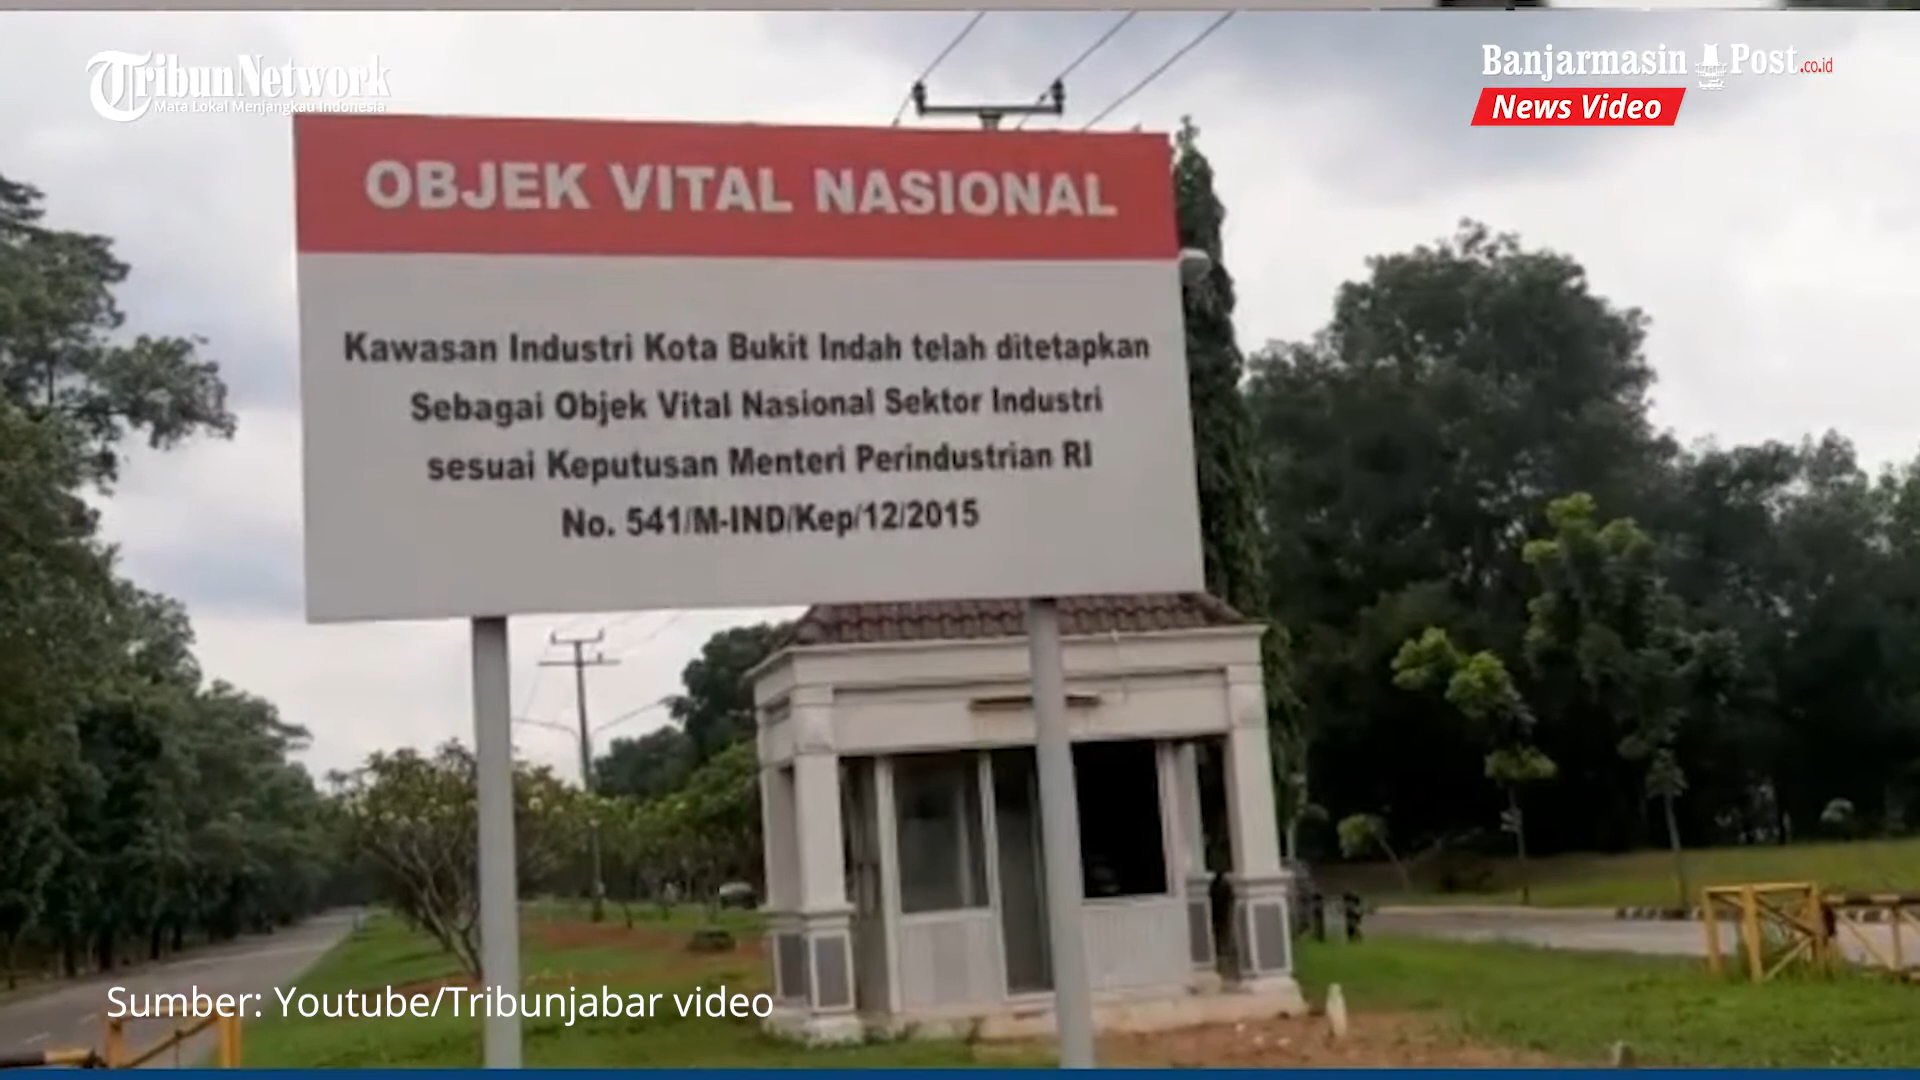 TribunNetwork
Mata Lokal Menjangkau Indonesia
Banjarmasin Post.co.id
News Video
OBJEK VITAL NASIONAL
Kawasan Industri Kota Bukit Indah telah ditetapkan
Sebagai Objek Vital Nasional Sektor Industri
sesuai Keputusan Menteri Perindustrian RI
No. 541/M-IND/Kep/12/2015
Sumber: Youtube/Tribunjabar video